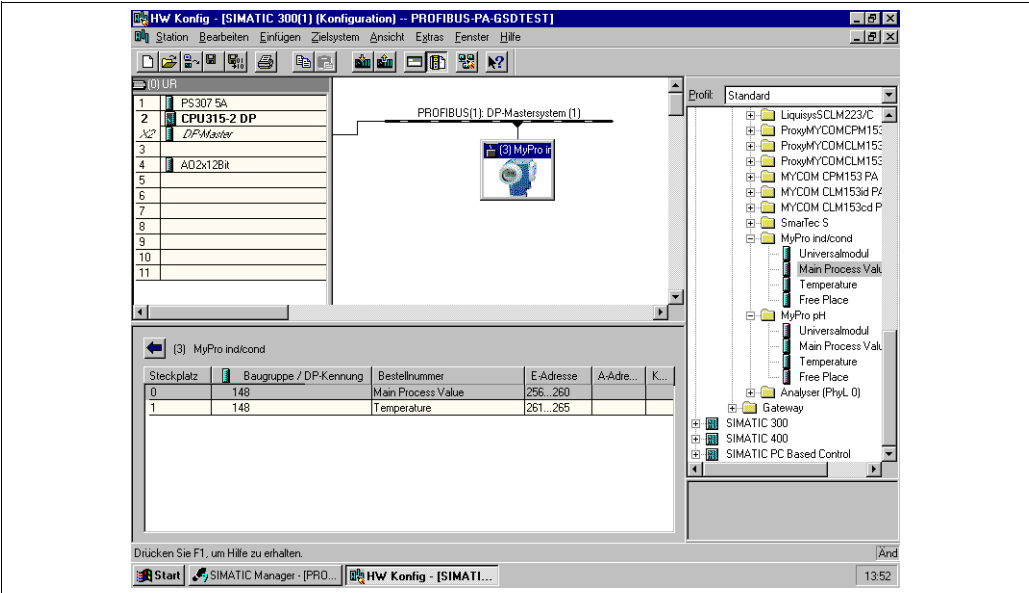 HW Konfig - [SIMATIC 300(1) (Konfiguration) -- PROFIBUS-PA-GSDTEST]
Station Bearbeiten Einfügen Zielsystem Ansicht Extras Fenster Hilfe
(0) UR
1 PS307 5A
2 CPU315-2 DP
X2 DP-Master
3
4 AO2x12Bit
5
6
7
8
9
10
11
PROFIBUS(1): DP-Mastersystem (1)
(3) MyPro in
Profil: Standard
LiquisysSCLM223/C
ProxyMYCOMCPM153
ProxyMYCOMCLM153
ProxyMYCOMCLM153
MYCOM CPM153 PA
MYCOM CLM153id PA
MYCOM CLM153cd P
SmarTec S
MyPro ind/cond
Universalmodul
Main Process Valu
Temperature
Free Place
MyPro pH
Universalmodul
Main Process Valu
Temperature
Free Place
Analyser (PhyL 0)
Gateway
SIMATIC 300
SIMATIC 400
SIMATIC PC Based Control
(3) MyPro ind/cond
Steckplatz Baugruppe / DP-Kennung Bestellnummer E-Adresse A-Adre... K...
0 148 Main Process Value 256...260
1 148 Temperature 261...265
Drücken Sie F1, um Hilfe zu erhalten.
Änd
Start SIMATIC Manager - [PRO... HW Konfig - [SIMATI... 13:52